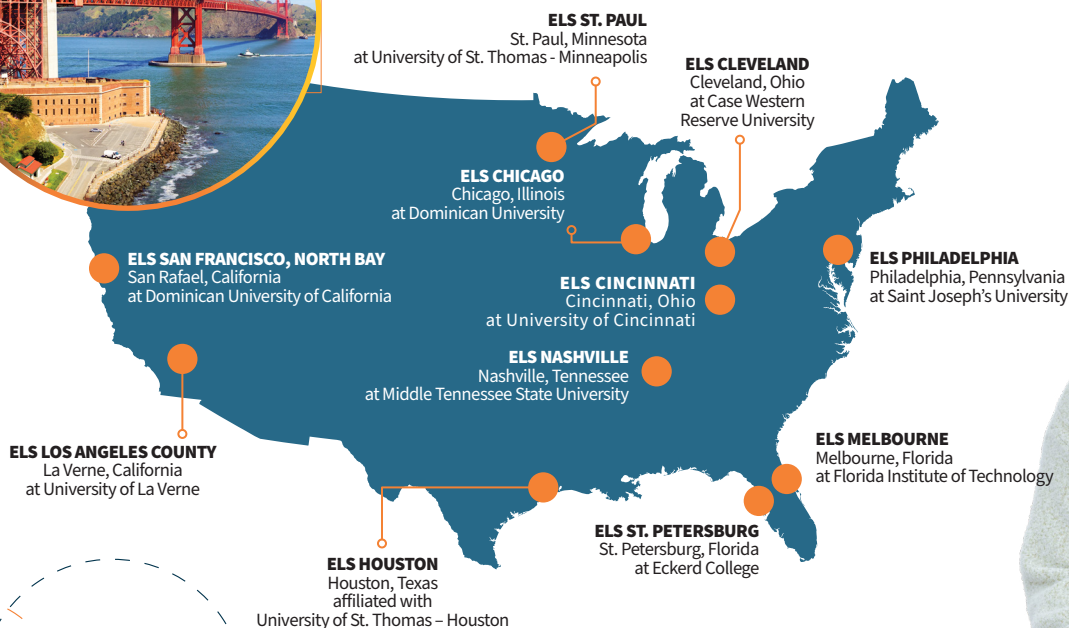 ELS ST. PAUL
St. Paul, Minnesota
at University of St. Thomas - Minneapolis
ELS CLEVELAND
Cleveland, Ohio
at Case Western
Reserve University
ELS CHICAGO
Chicago, Illinois
at Dominican University
ELS SAN FRANCISCO, NORTH BAY
San Rafael, California
at Dominican University of California
ELS PHILADELPHIA
Philadelphia, Pennsylvania
at Saint Joseph’s University
ELS CINCINNATI
Cincinnati, Ohio
at University of Cincinnati
ELS NASHVILLE
Nashville, Tennessee
at Middle Tennessee State University
ELS LOS ANGELES COUNTY
La Verne, California
at University of La Verne
ELS MELBOURNE
Melbourne, Florida
at Florida Institute of Technology
ELS ST. PETERSBURG
St. Petersburg, Florida
at Eckerd College
ELS HOUSTON
Houston, Texas
affiliated with
University of St. Thomas – Houston